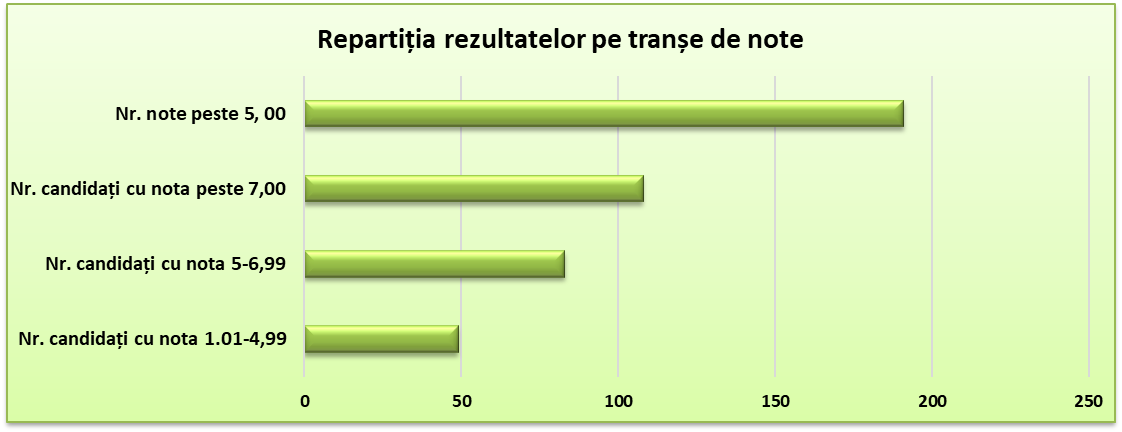 Repartiția rezultatelor pe tranșe de note
Nr. note peste 5, 00
Nr. candidați cu nota peste 7,00
Nr. candidați cu nota 5-6,99
Nr. candidați cu nota 1.01-4,99
0 50 100 150 200 250